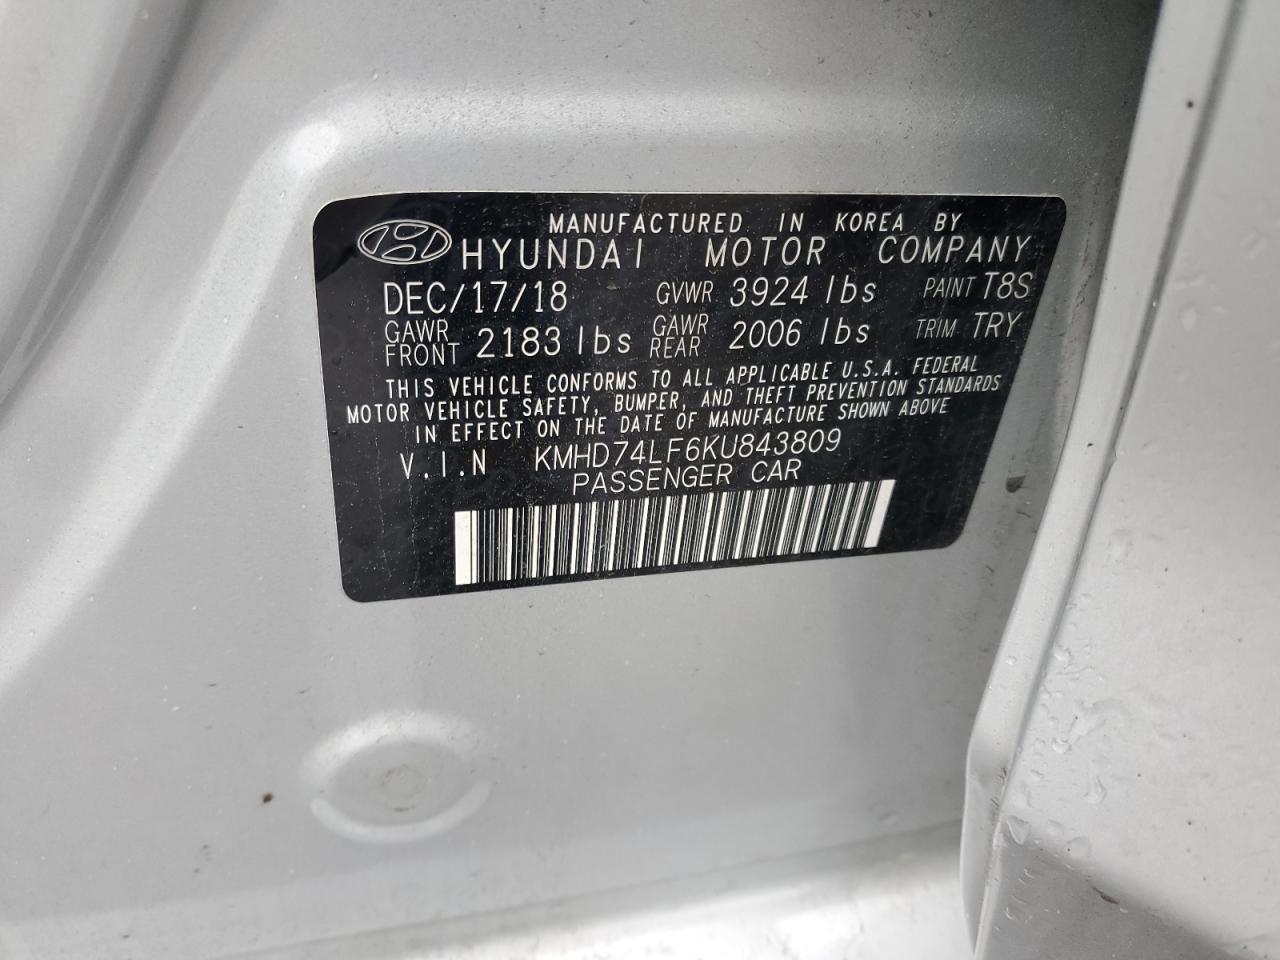 MANUFACTURED IN KOREA BY
HYUNDAI MOTOR COMPANY
DEC/17/18 GVWR 3924 lbs PAINT T8S
GAWR FRONT 2183 lbs GAWR REAR 2006 lbs TRIM TRY
THIS VEHICLE CONFORMS TO ALL APPLICABLE U.S.A. FEDERAL
MOTOR VEHICLE SAFETY, BUMPER, AND THEFT PREVENTION STANDARDS
IN EFFECT ON THE DATE OF MANUFACTURE SHOWN ABOVE
V.I.N KMHD74LF6KU843809
PASSENGER CAR